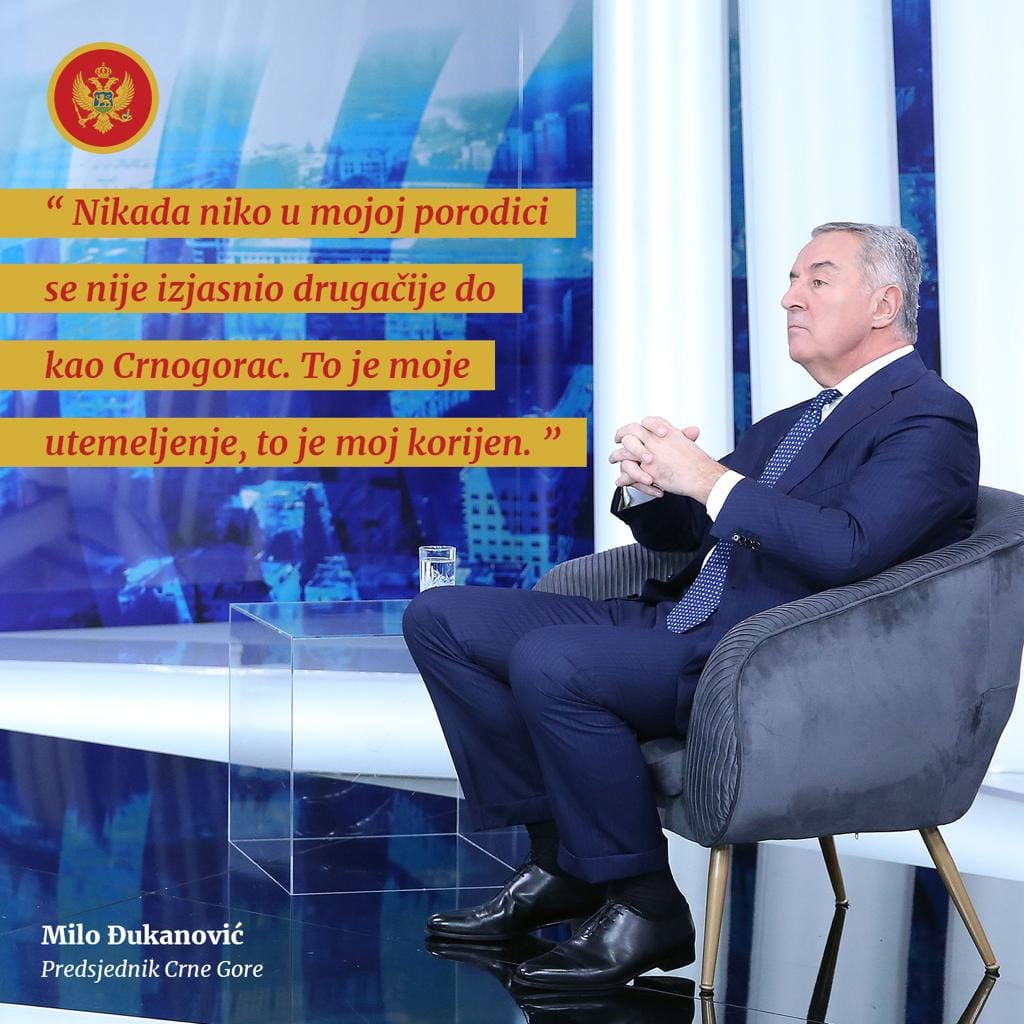 “ Nikada niko u mojoj porodici
se nije izjasnio drugačije do
kao Crnogorac. To je moje
utemeljenje, to je moj korijen. ”
Milo Đukanović
Predsjednik Crne Gore